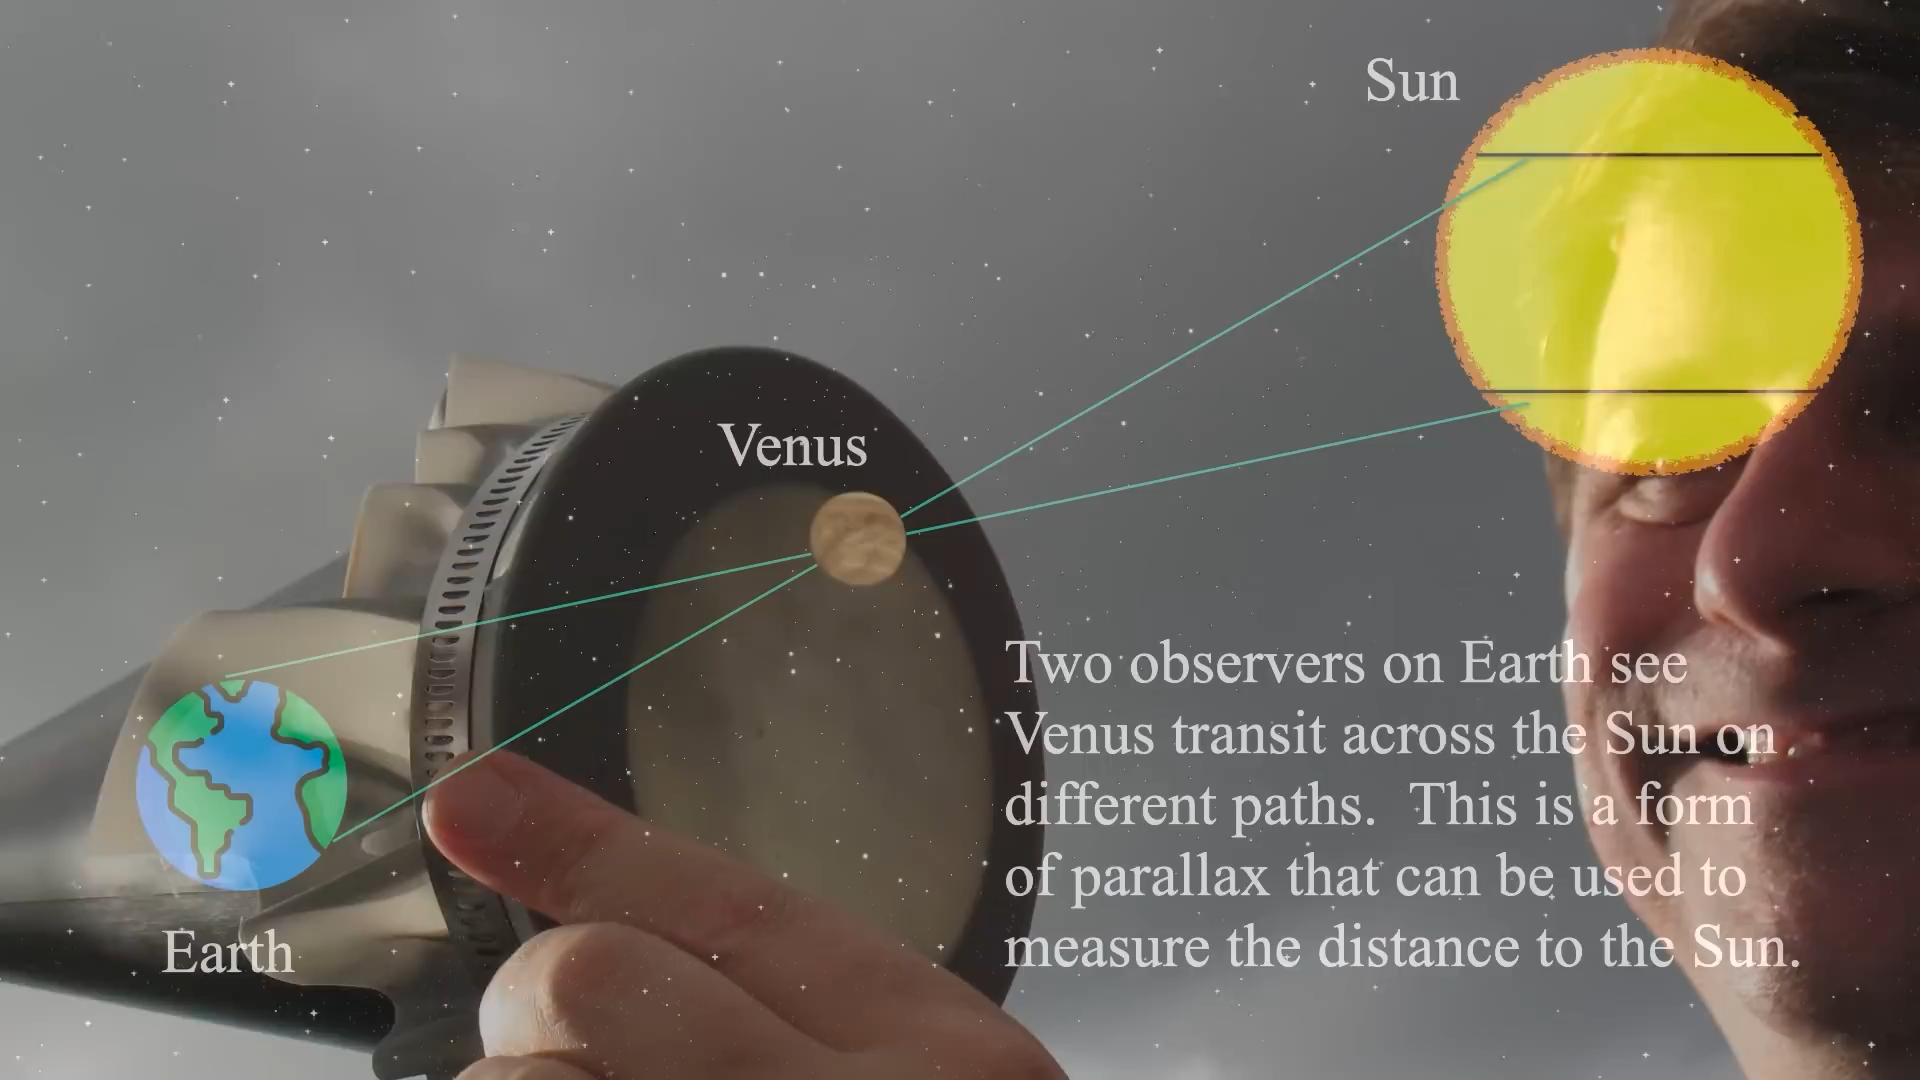 Sun
Venus
Earth
Two observers on Earth see
Venus transit across the Sun on
different paths.  This is a form
of parallax that can be used to
measure the distance to the Sun.